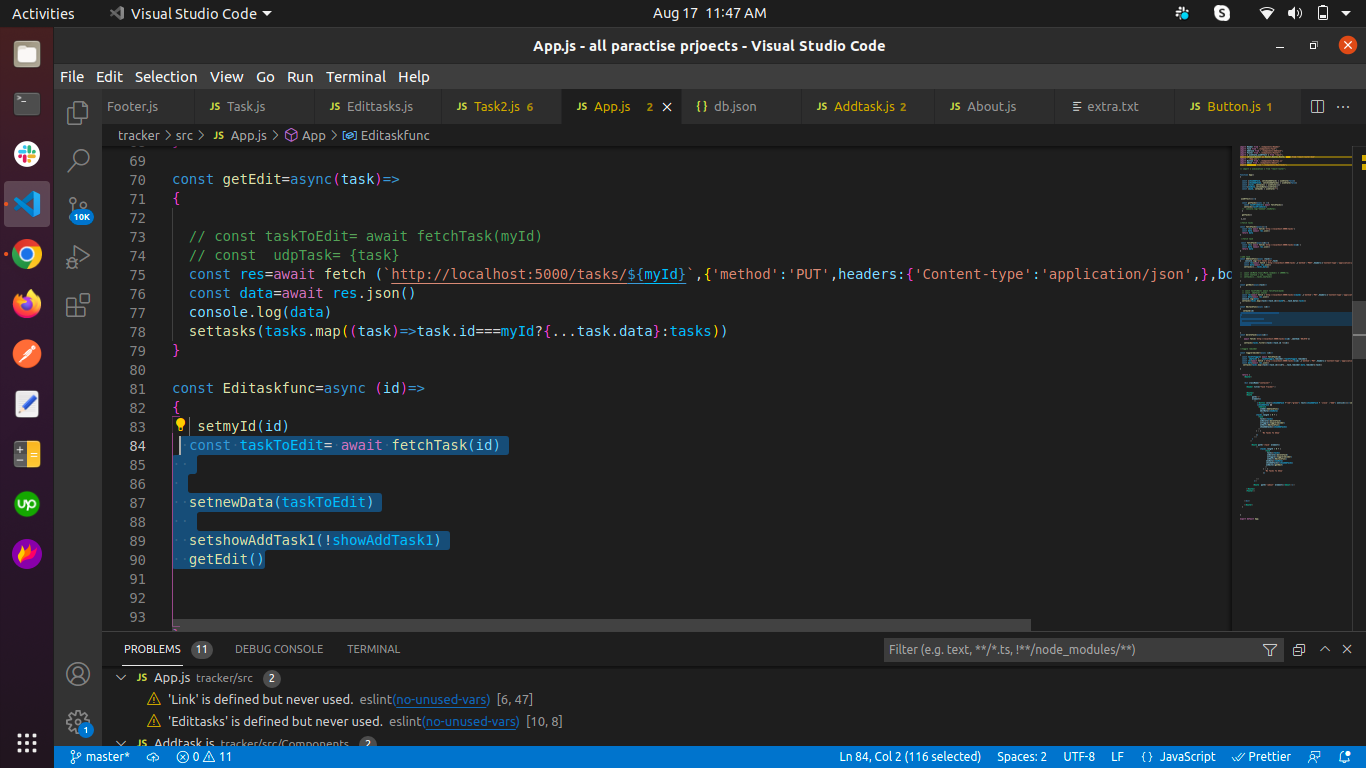 Activities Visual Studio Code Aug 17 11:47 AM
App.js - all paractise prjoects - Visual Studio Code
File Edit Selection View Go Run Terminal Help
Footer.js JS Task.js JS Edittasks.js JS Task2.js 6 JS App.js 2 {} db.json JS Addtask.js 2 JS About.js extra.txt JS Button.js 1
tracker > src > JS App.js > App > Editaskfunc
69
70 const getEdit=async(task)=>
71 {
72
73 // const taskToEdit= await fetchTask(myId)
74 // const udpTask= {task}
75 const res=await fetch (`http://localhost:5000/tasks/${myId}`,{'method':'PUT',headers:{'Content-type':'application/json',},bo
76 const data=await res.json()
77 console.log(data)
78 settasks(tasks.map((task)=>task.id===myId?{...task.data}:tasks))
79 }
80
81 const Editaskfunc=async (id)=>
82 {
83 setmyId(id)
84 const taskToEdit= await fetchTask(id)
85
86
87 setnewData(taskToEdit)
88
89 setshowAddTask1(!showAddTask1)
90 getEdit()
91
92
93
10K
PROBLEMS 11 DEBUG CONSOLE TERMINAL Filter (e.g. text, **/*.ts, !**/node_modules/**)
JS App.js tracker/src 2
'Link' is defined but never used. eslint(no-unused-vars) [6, 47]
'Edittasks' is defined but never used. eslint(no-unused-vars) [10, 8]
JS Addtask.js tracker/src/Components 2
1
master* 0 11 Ln 84, Col 2 (116 selected) Spaces: 2 UTF-8 LF {} JavaScript Prettier